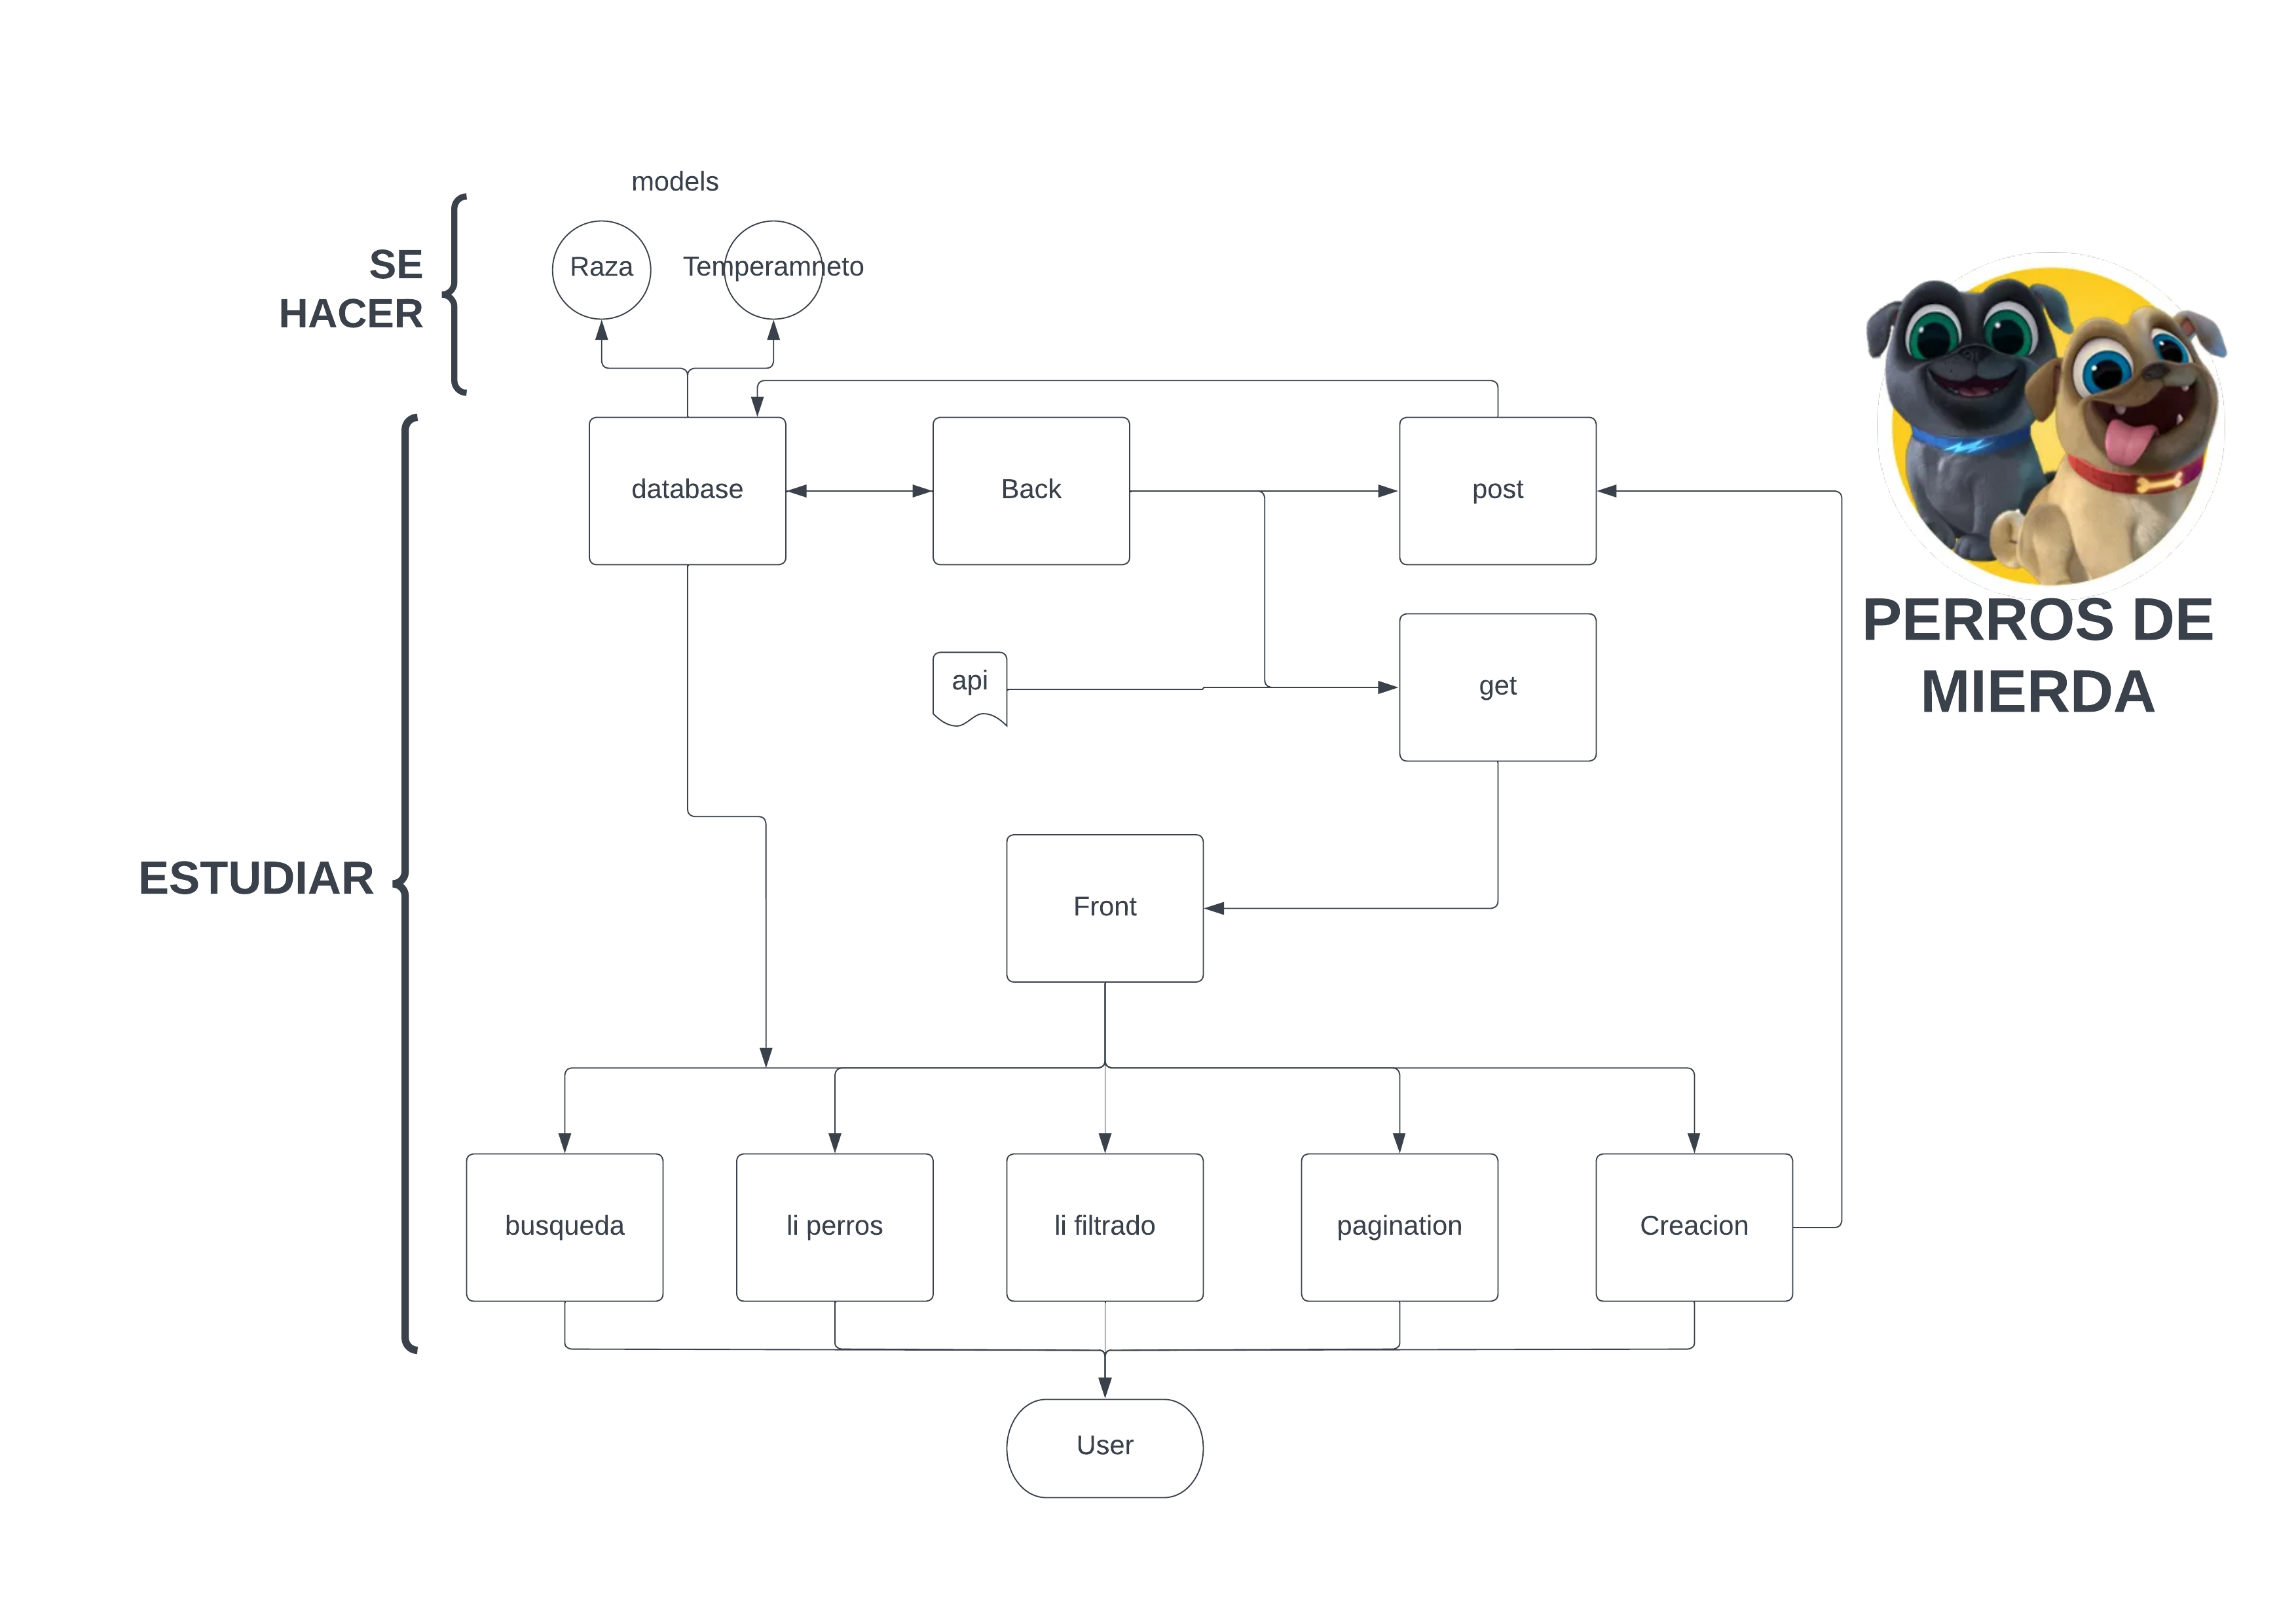 models
SE
HACER
Raza
Temperamneto
database
Back
post
api
get
PERROS DE
MIERDA
ESTUDIAR
Front
busqueda
li perros
li filtrado
pagination
Creacion
User